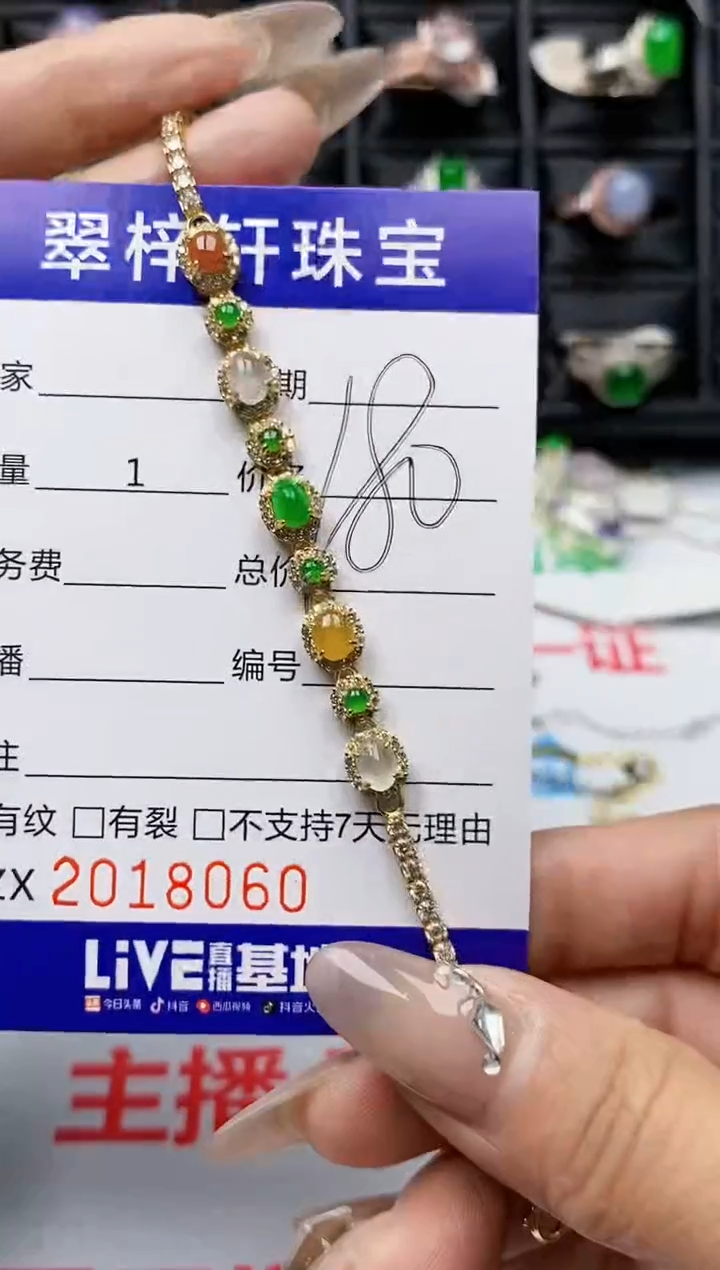 翠梓轩珠宝
家 期
量 1 价 180
务费 总价
播 编号
注
有纹 □有裂 □不支持7天无理由
ZX 2018060
LiVE直播基地
今日头条 抖音 西瓜视频 抖音火
一证
主播